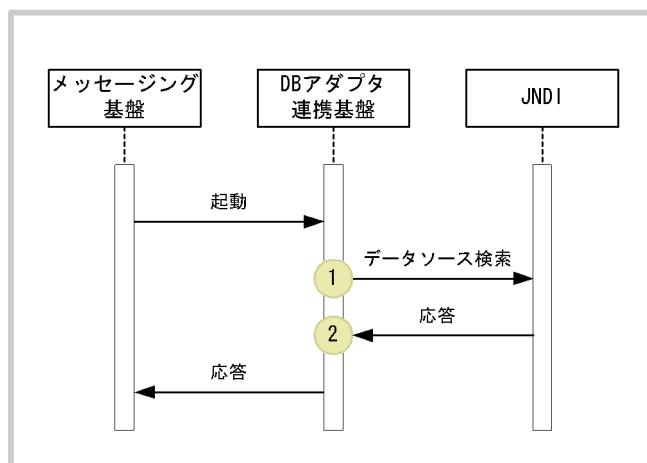 メッセージング
基盤
DBアダプタ
連携基盤
JNDI
起動
1
データソース検索
2
応答
応答